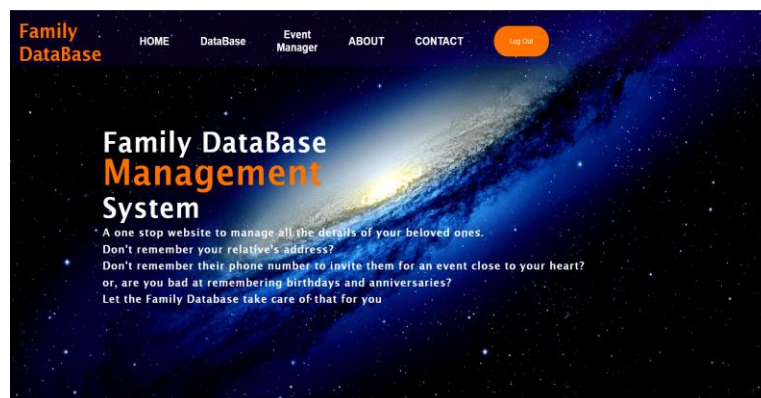 Family
DataBase
HOME
DataBase
Event
Manager
ABOUT
CONTACT
Log Out
Family DataBase
Management
System
A one stop website to manage all the details of your beloved ones.
Don't remember your relative's address?
Don't remember their phone number to invite them for an event close to your heart?
or, are you bad at remembering birthdays and anniversaries?
Let the Family Database take care of that for you